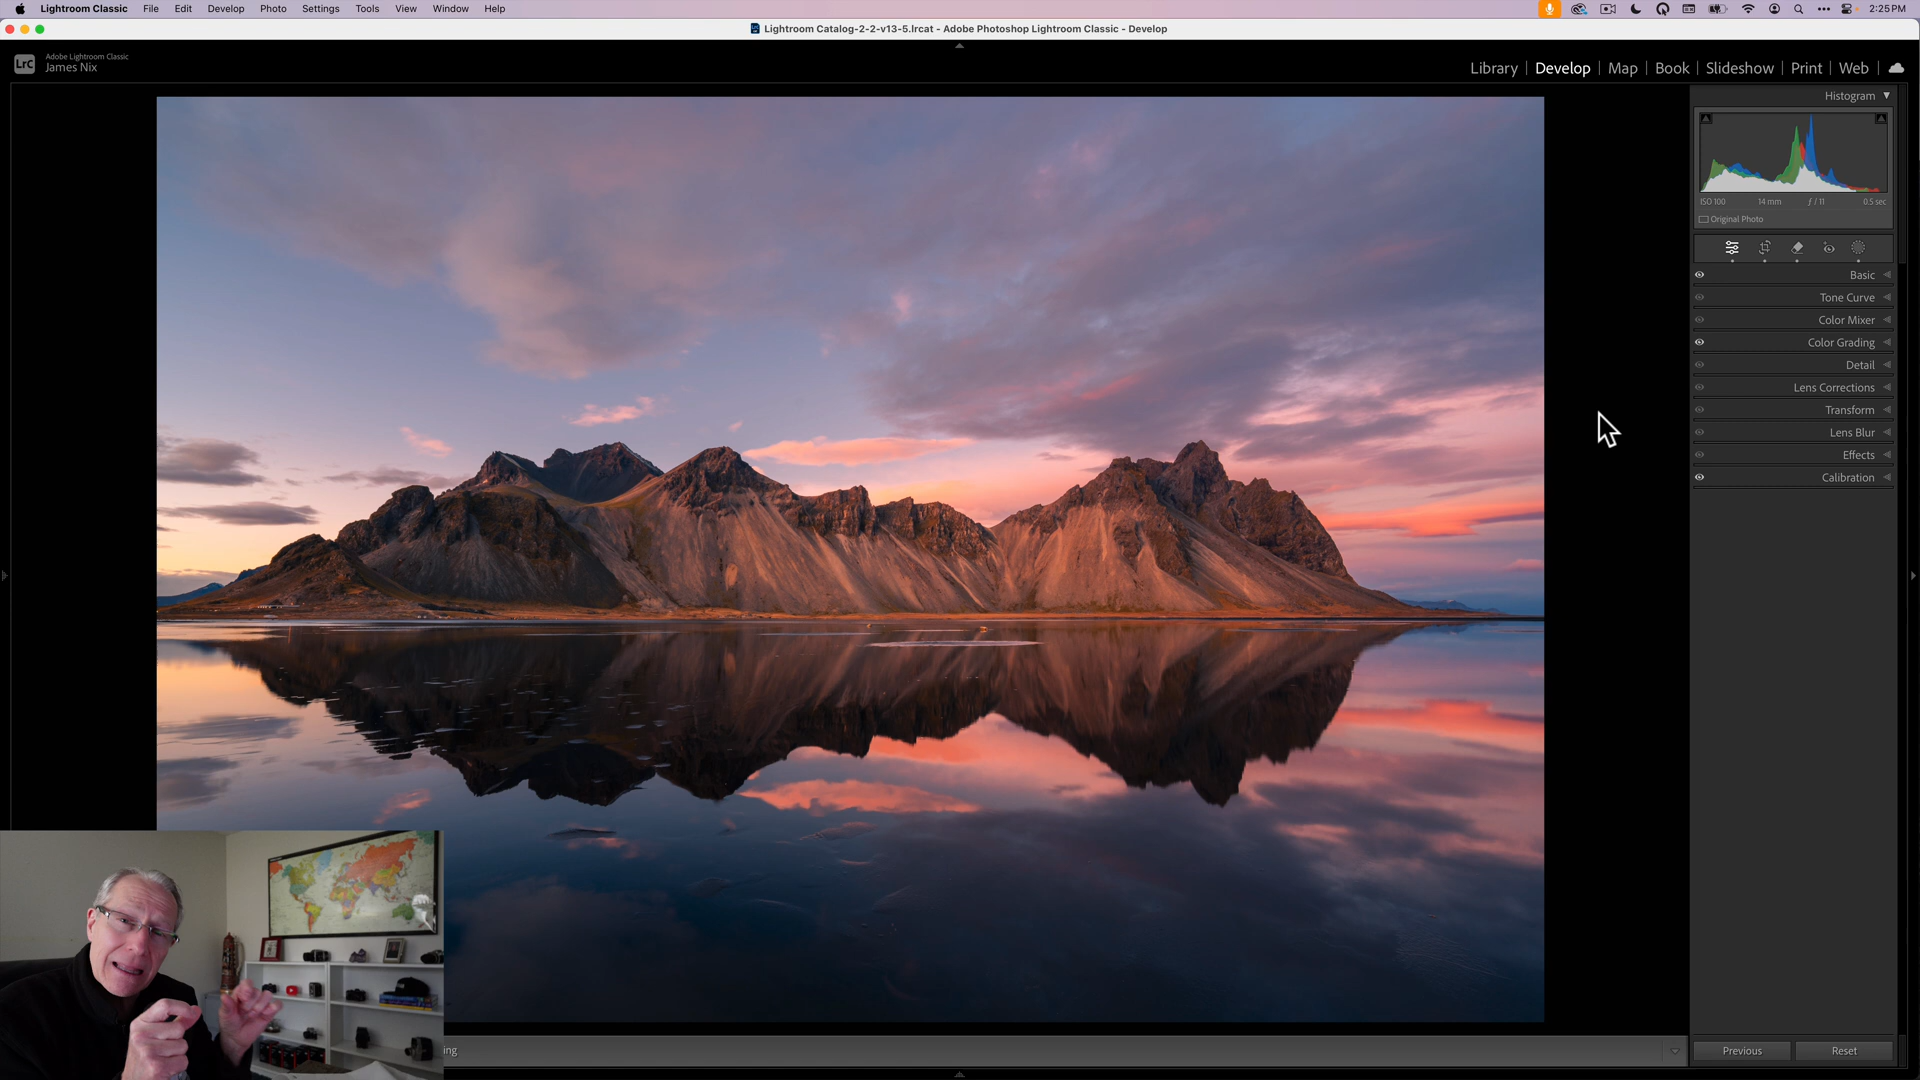 Lightroom Classic File Edit Develop Photo Settings Tools View Window Help 2:25 PM
Lightroom Catalog-2-2-v13-5.lrcat - Adobe Photoshop Lightroom Classic - Develop
LrC
Adobe Lightroom Classic
James Nix
Library | Develop | Map | Book | Slideshow | Print | Web |
Histogram
ISO 100 14 mm ƒ / 11 0.5 sec
Original Photo
Basic
Tone Curve
Color Mixer
Color Grading
Detail
Lens Corrections
Transform
Lens Blur
Effects
Calibration
ing
Previous Reset